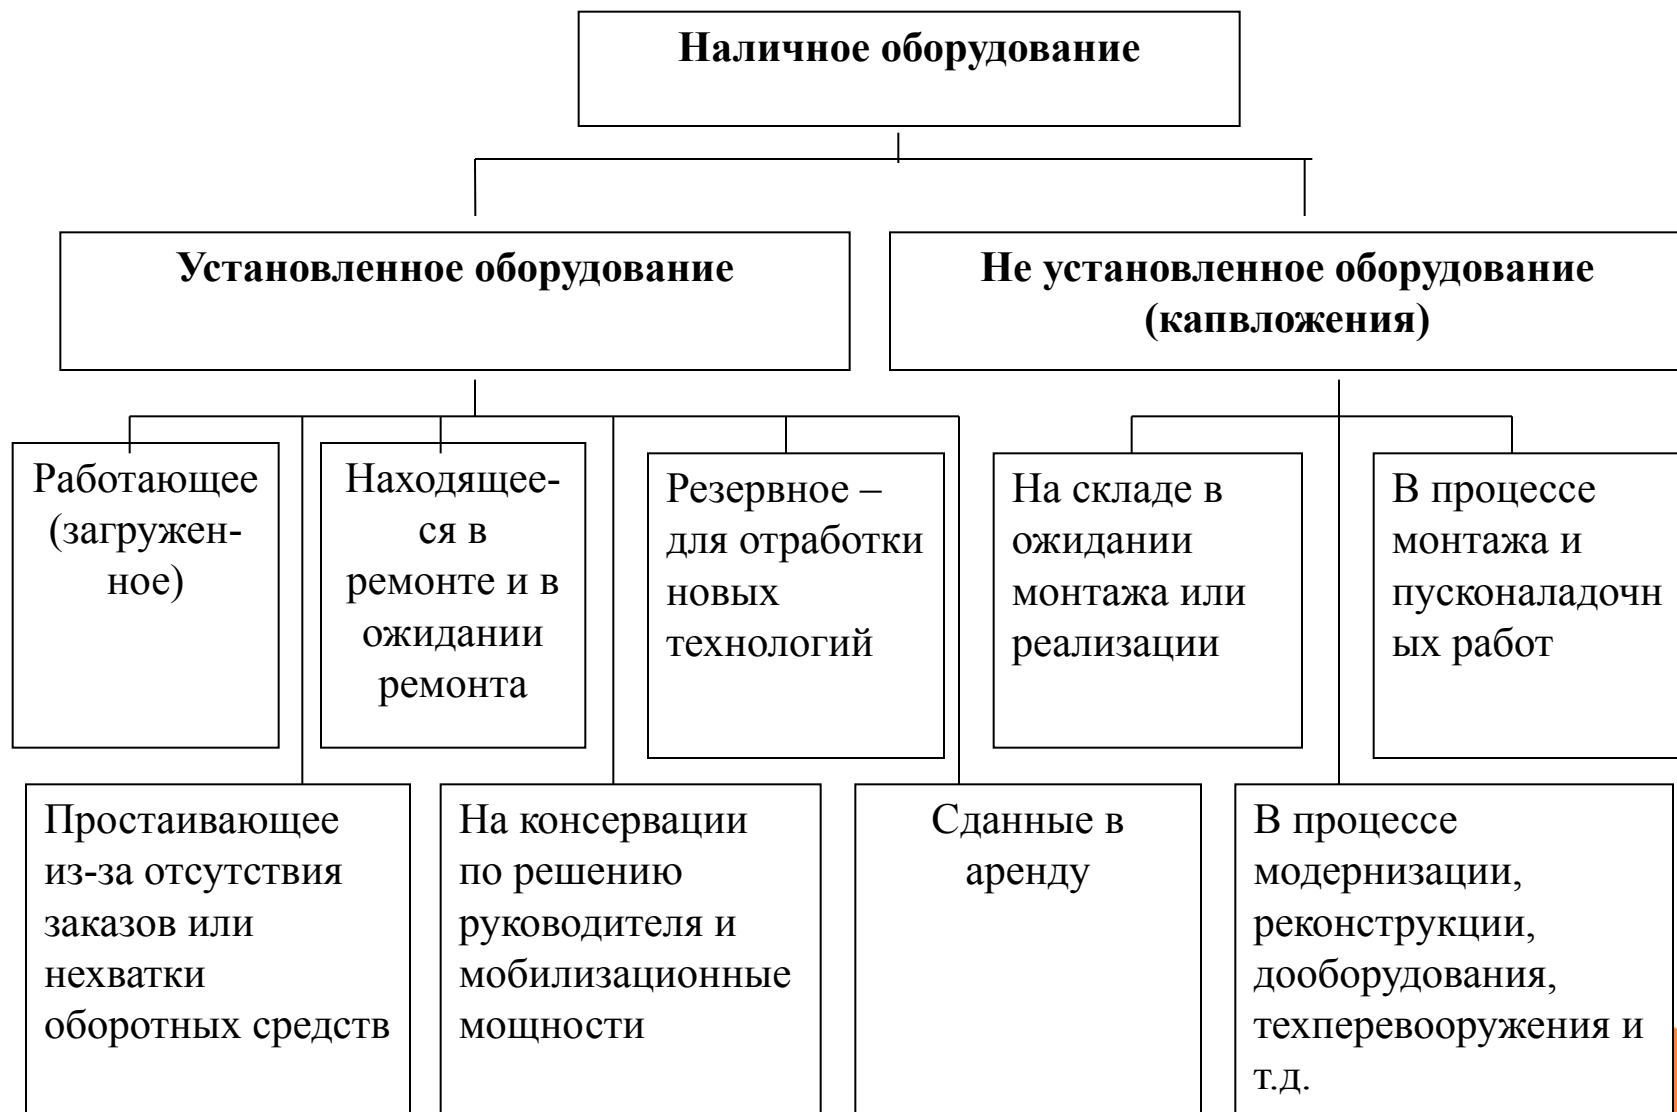 Наличное оборудование
Установленное оборудование
Не установленное оборудование
(капвложения)
Работающее
(загружен-
ное)
Находящее-
ся в
ремонте и в
ожидании
ремонта
Резервное –
для отработки
новых
технологий
На складе в
ожидании
монтажа или
реализации
В процессе
монтажа и
пусконаладочн
ых работ
Простаивающее
из-за отсутствия
заказов или
нехватки
оборотных средств
На консервации
по решению
руководителя и
мобилизационные
мощности
Сданные в
аренду
В процессе
модернизации,
реконструкции,
дооборудования,
техперевооружения и
т.д.